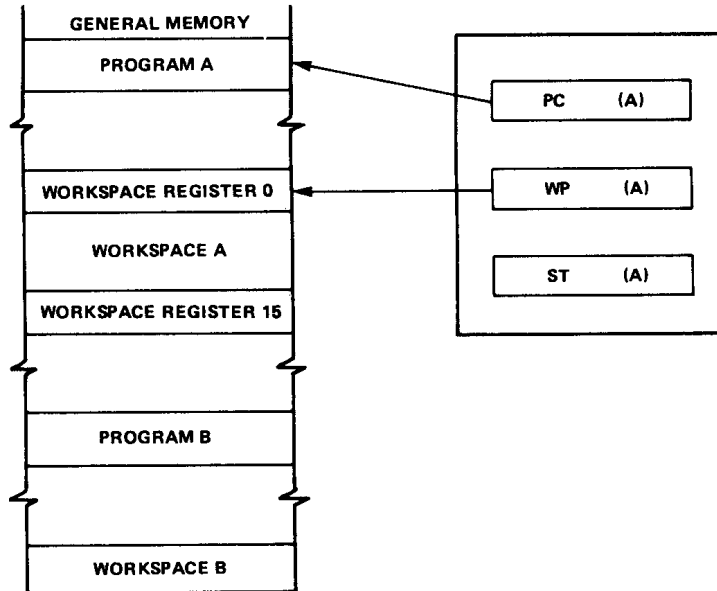 GENERAL MEMORY
PROGRAM A
WORKSPACE REGISTER 0
WORKSPACE A
WORKSPACE REGISTER 15
PROGRAM B
WORKSPACE B
PC (A)
WP (A)
ST (A)